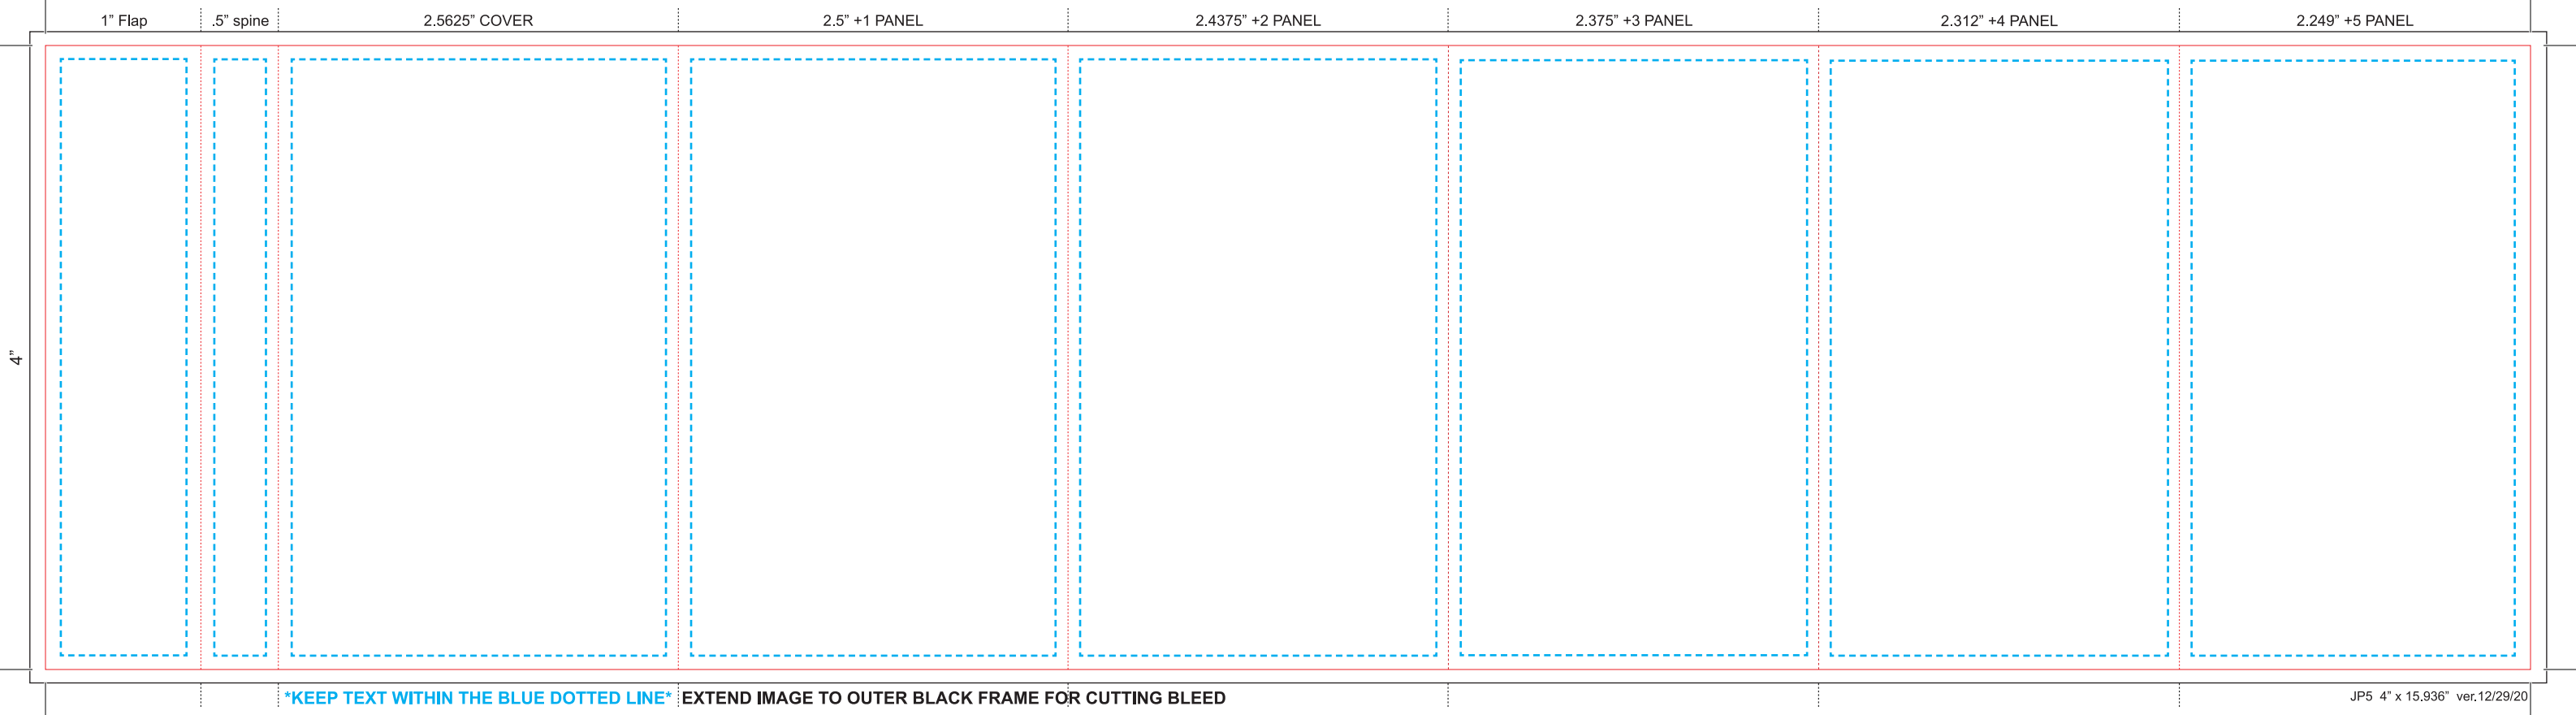 1” Flap
.5” spine
2.5625” COVER
2.5” +1 PANEL
2.4375” +2 PANEL
2.375” +3 PANEL
2.312” +4 PANEL
2.249” +5 PANEL
4”
*KEEP TEXT WITHIN THE BLUE DOTTED LINE* EXTEND IMAGE TO OUTER BLACK FRAME FOR CUTTING BLEED
JP5 4” x 15.936” ver.12/29/20